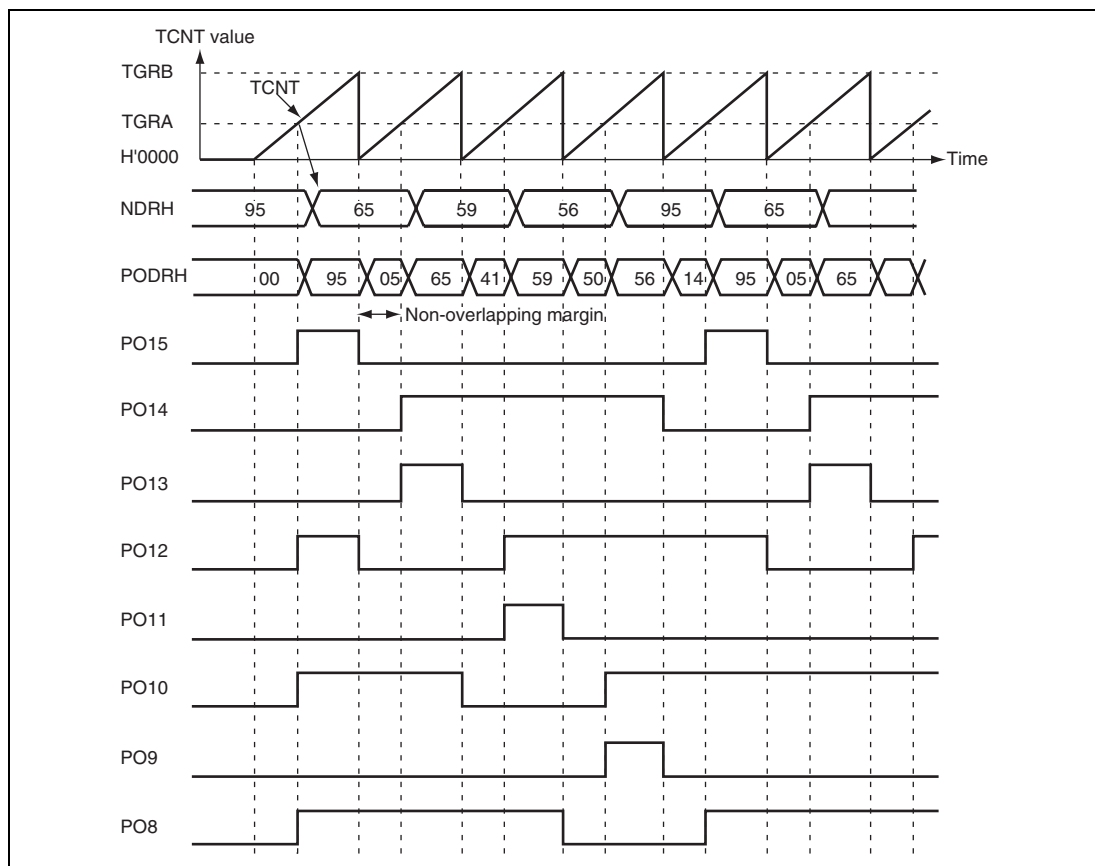 TCNT value
TGRB
TCNT
TGRA
H'0000
Time
NDRH 95 65 59 56 95 65
PODRH 00 95 05 65 41 59 50 56 14 95 05 65
Non-overlapping margin
PO15
PO14
PO13
PO12
PO11
PO10
PO9
PO8